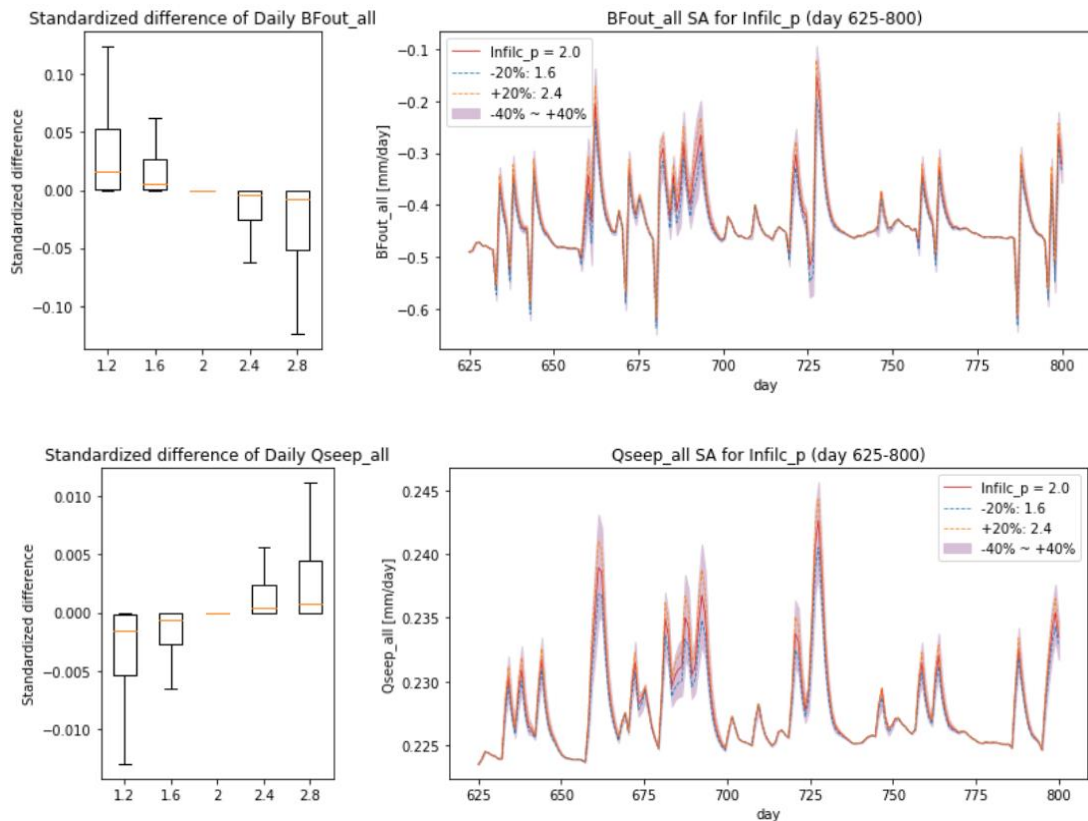 Standardized difference of Daily BFout_all
Standardized difference
0.10
0.05
0.00
−0.05
−0.10
1.2 1.6 2 2.4 2.8
BFout_all SA for Infilc_p (day 625-800)
BFout_all [mm/day]
−0.1
−0.2
−0.3
−0.4
−0.5
−0.6
Infilc_p = 2.0
-20%: 1.6
+20%: 2.4
-40% ~ +40%
625 650 675 700 725 750 775 800
day
Standardized difference of Daily Qseep_all
Standardized difference
0.010
0.005
0.000
−0.005
−0.010
1.2 1.6 2 2.4 2.8
Qseep_all SA for Infilc_p (day 625-800)
Qseep_all [mm/day]
0.245
0.240
0.235
0.230
0.225
Infilc_p = 2.0
-20%: 1.6
+20%: 2.4
-40% ~ +40%
625 650 675 700 725 750 775 800
day